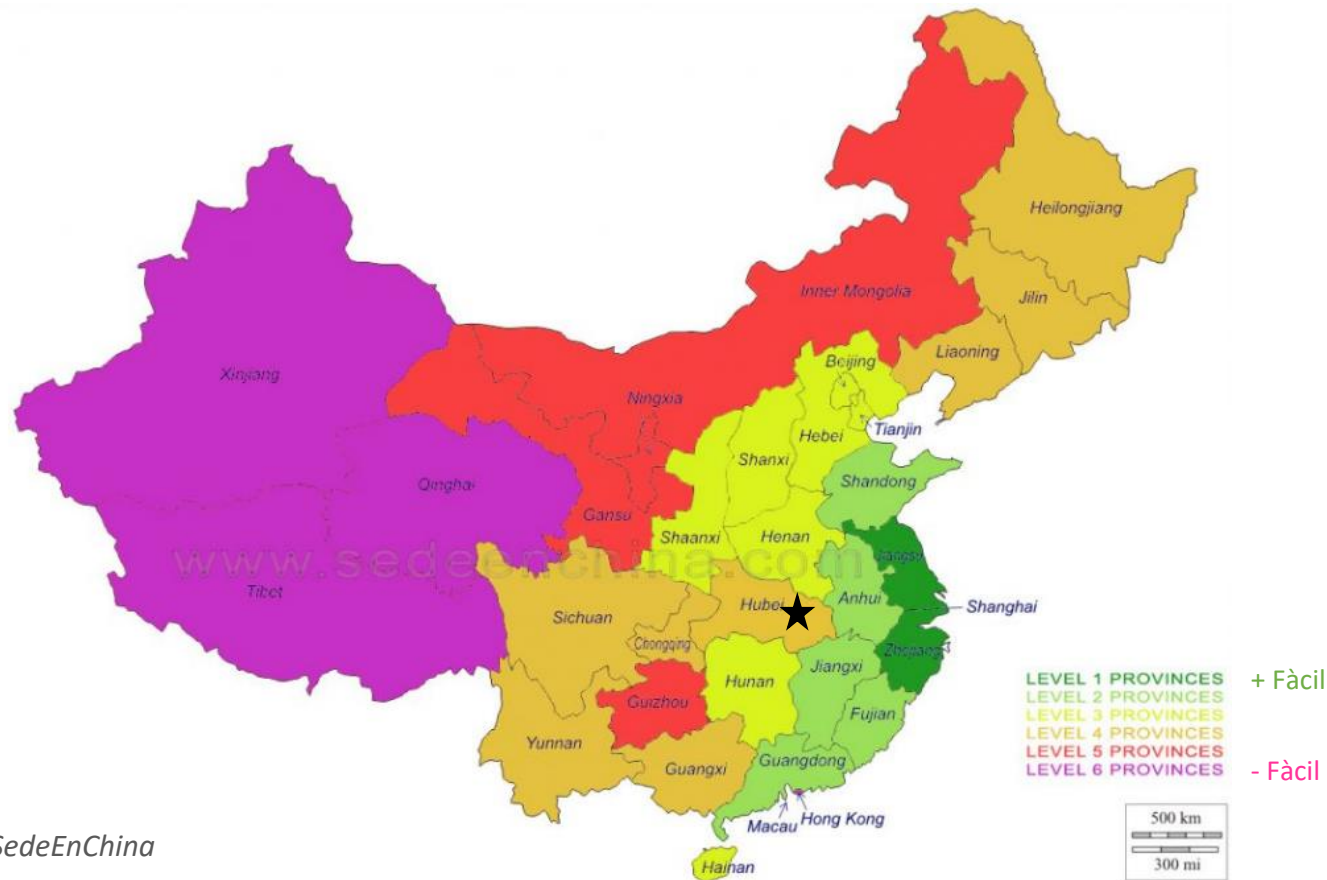 Heilongjiang
Inner Mongolia
Jilin
Liaoning
Beijing
Xinjiang
Ningxia
Tianjin
Hebei
Shanxi
Shandong
Qinghai
Gansu
Shaanxi
Henan
Jiangsu
www.sedeenchina.com
Tibet
Hubei
Anhui
Shanghai
Sichuan
Chongqing
Zhejiang
Jiangxi
Hunan
Guizhou
Fujian
Yunnan
Guangxi
Guangdong
Macau
Hong Kong
Hainan
LEVEL 1 PROVINCES + Fàcil
LEVEL 2 PROVINCES
LEVEL 3 PROVINCES
LEVEL 4 PROVINCES
LEVEL 5 PROVINCES
LEVEL 6 PROVINCES - Fàcil
500 km
300 mi
SedeEnChina